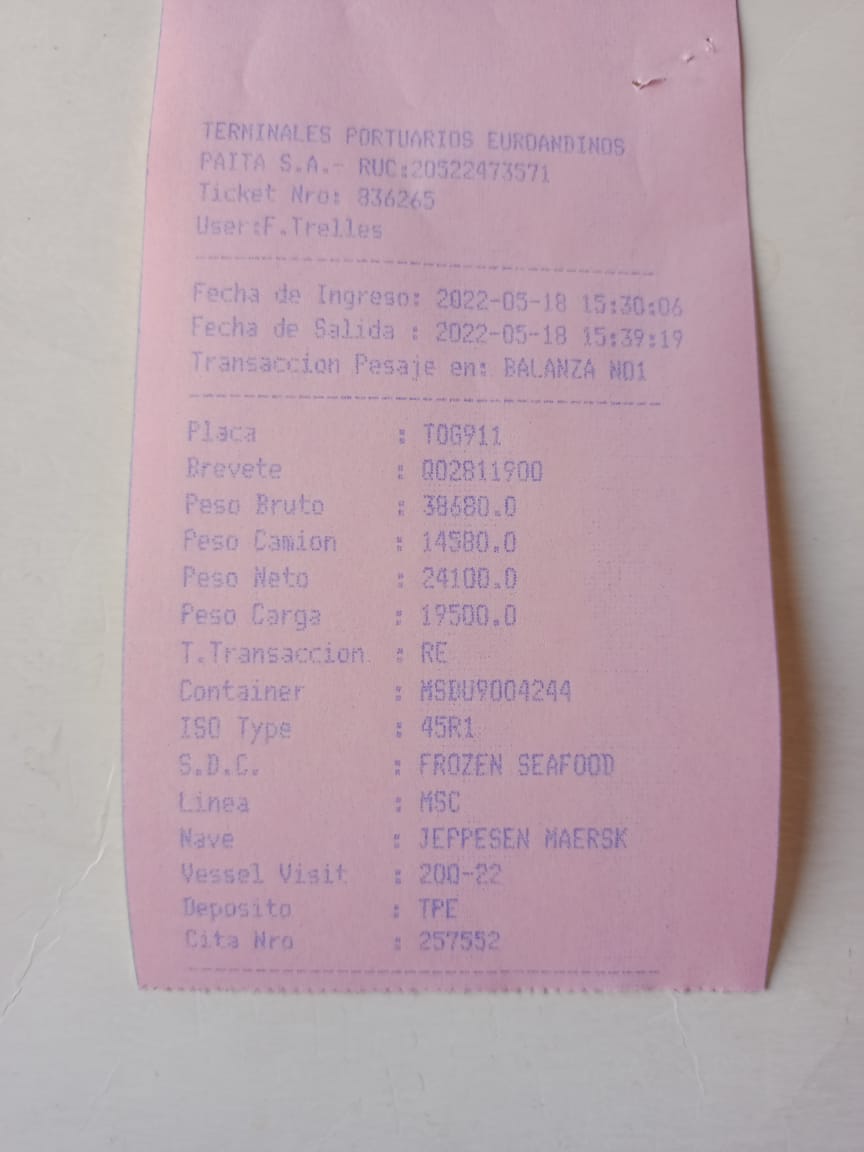 TERMINALES PORTUARIOS EUROANDINOS
PAITA S.A.- RUC:20522473571
Ticket Nro: 836265
User:F.Trelles
Fecha de Ingreso: 2022-05-18 15:30:06
Fecha de Salida : 2022-05-18 15:39:19
Transaccion Pesaje en: BALANZA NO1
Placa : TOG911
Brevete : Q02811900
Peso Bruto : 38680.0
Peso Camion : 14580.0
Peso Neto : 24100.0
Peso Carga : 19500.0
T.Transaccion : RE
Container : MSDU9004244
ISO Type : 45R1
S.D.C. : FROZEN SEAFOOD
Linea : MSC
Nave : JEPPESEN MAERSK
Vessel Visit : 200-22
Deposito : TPE
Cita Nro : 257552